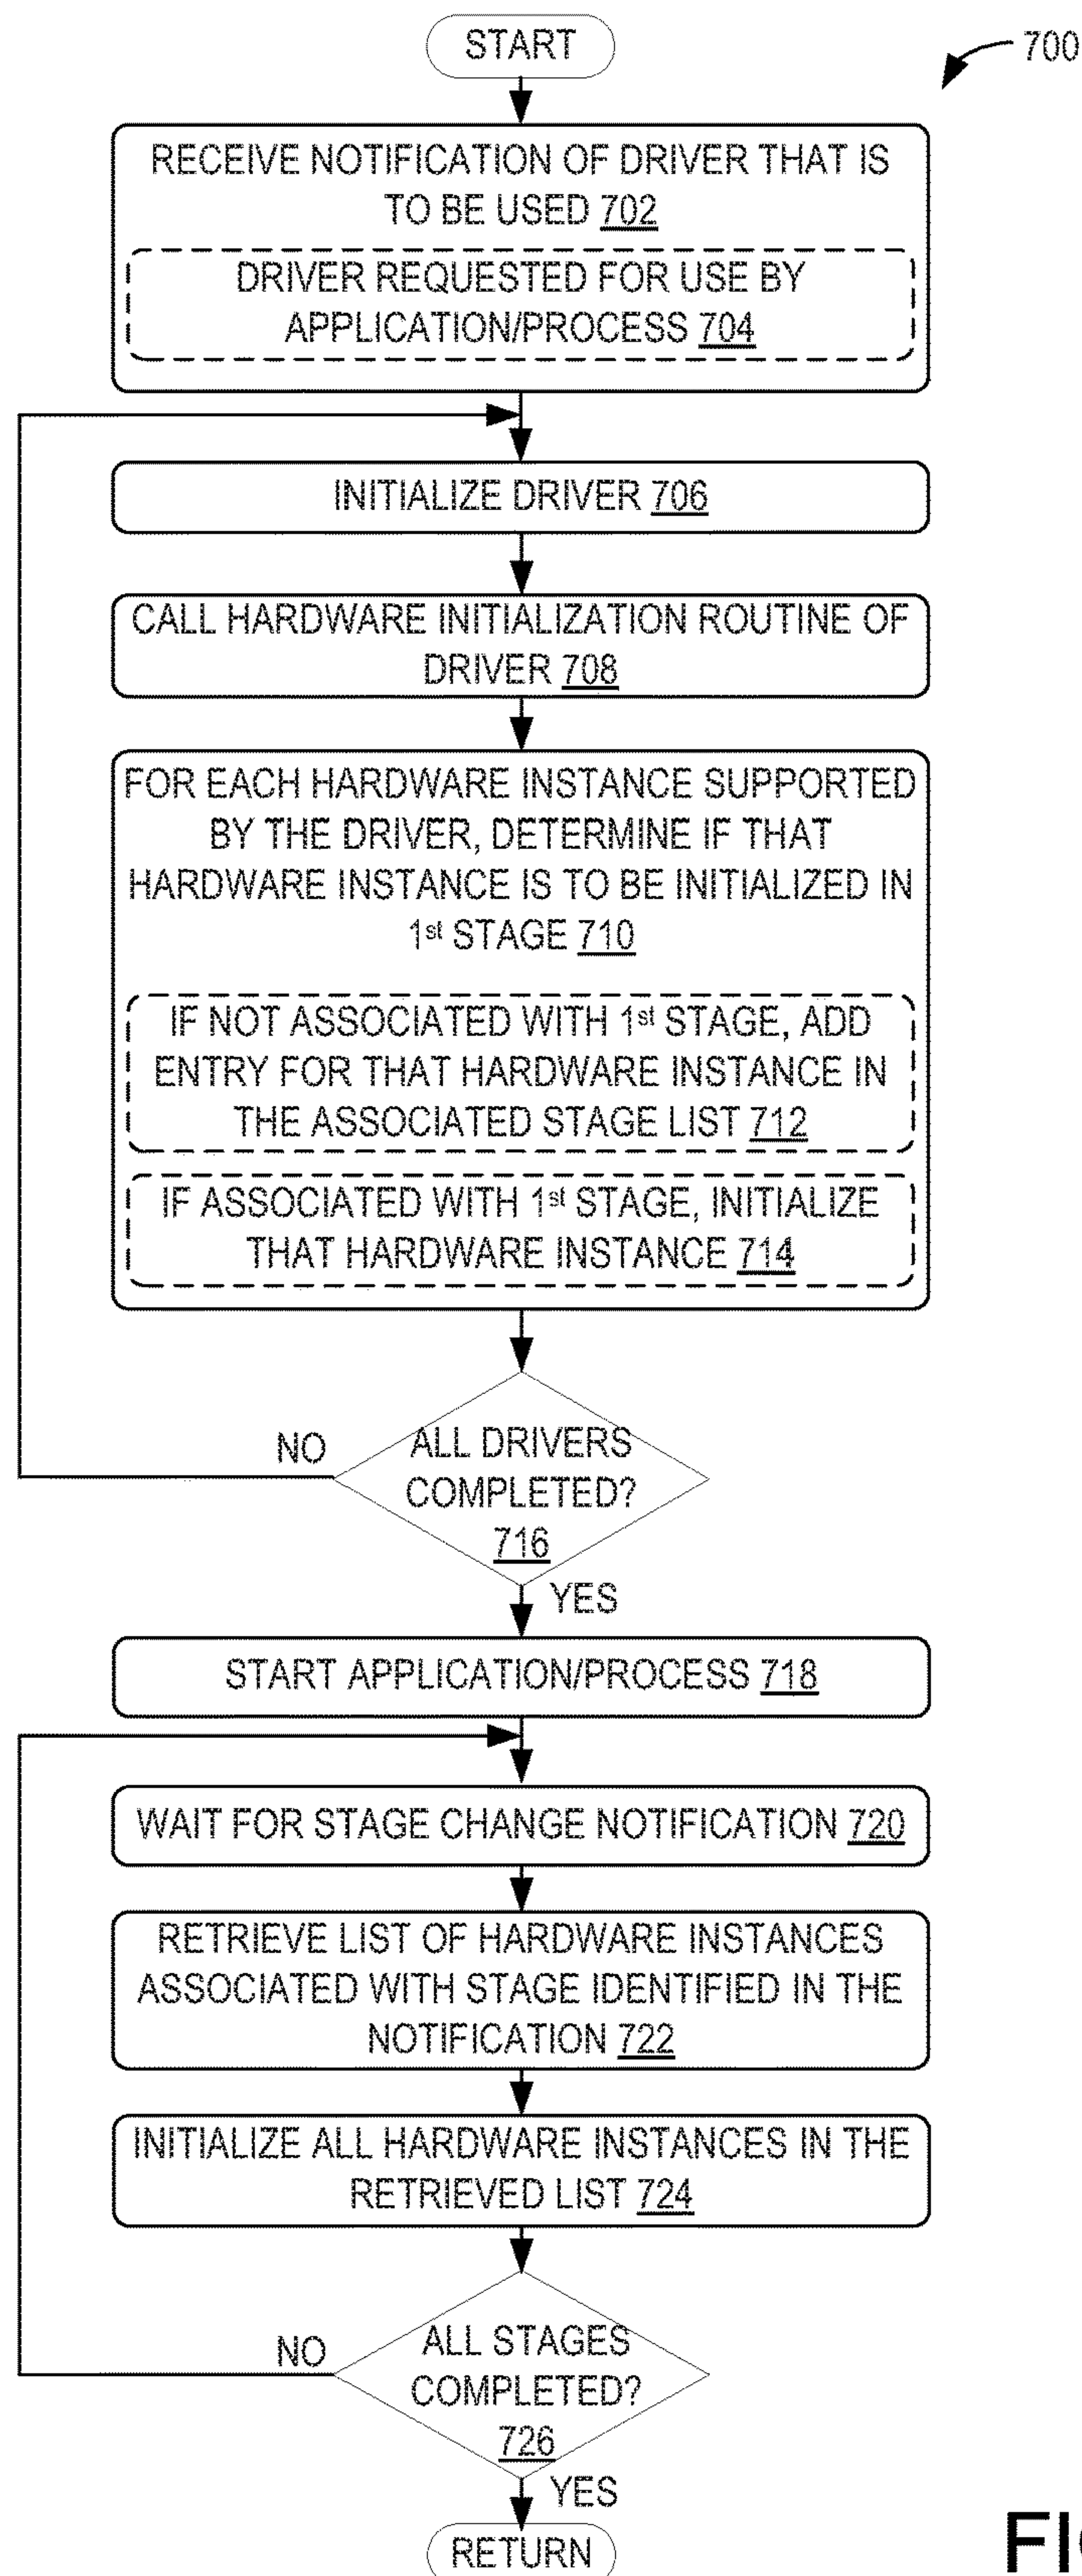 START
700
RECEIVE NOTIFICATION OF DRIVER THAT IS
TO BE USED 702
DRIVER REQUESTED FOR USE BY
APPLICATION/PROCESS 704
INITIALIZE DRIVER 706
CALL HARDWARE INITIALIZATION ROUTINE OF
DRIVER 708
FOR EACH HARDWARE INSTANCE SUPPORTED
BY THE DRIVER, DETERMINE IF THAT
HARDWARE INSTANCE IS TO BE INITIALIZED IN
1st STAGE 710
IF NOT ASSOCIATED WITH 1st STAGE, ADD
ENTRY FOR THAT HARDWARE INSTANCE IN
THE ASSOCIATED STAGE LIST 712
IF ASSOCIATED WITH 1st STAGE, INITIALIZE
THAT HARDWARE INSTANCE 714
NO
ALL DRIVERS
COMPLETED?
716
YES
START APPLICATION/PROCESS 718
WAIT FOR STAGE CHANGE NOTIFICATION 720
RETRIEVE LIST OF HARDWARE INSTANCES
ASSOCIATED WITH STAGE IDENTIFIED IN THE
NOTIFICATION 722
INITIALIZE ALL HARDWARE INSTANCES IN THE
RETRIEVED LIST 724
NO
ALL STAGES
COMPLETED?
726
YES
RETURN